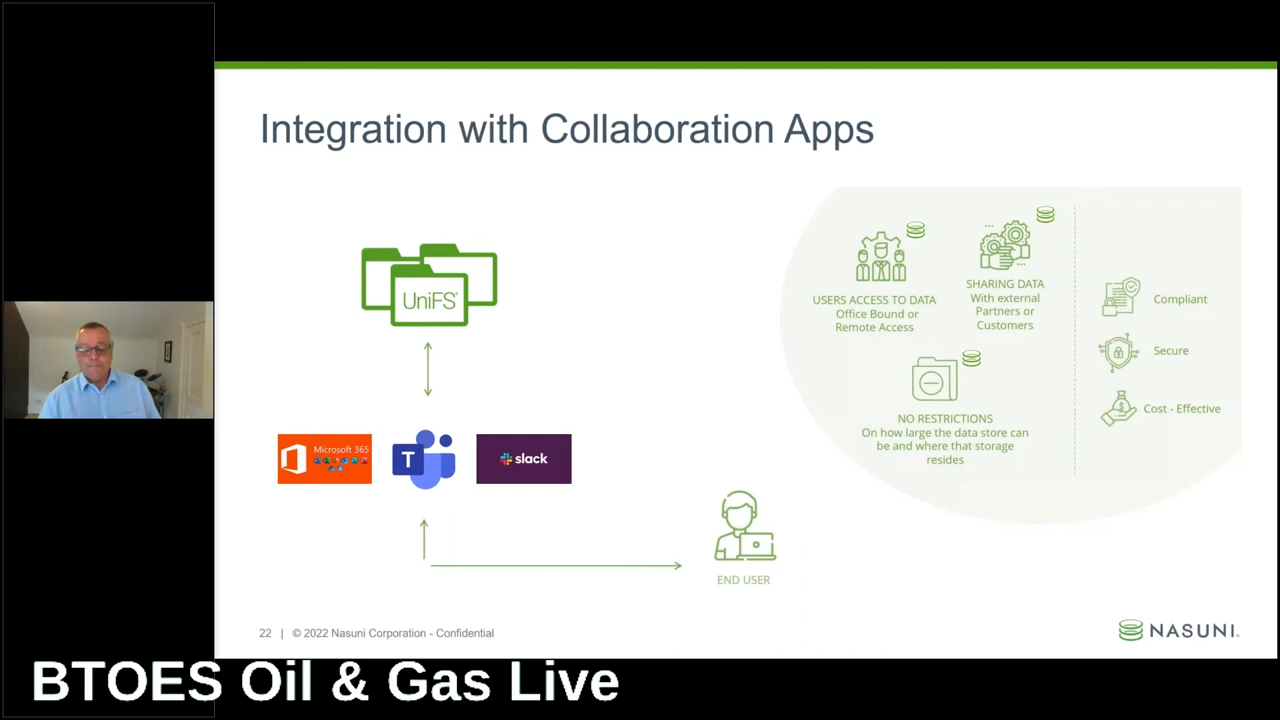 Integration with Collaboration Apps
UniFS®
Microsoft 365
T
slack
END USER
USERS ACCESS TO DATA
Office Bound or
Remote Access
SHARING DATA
With external
Partners or
Customers
NO RESTRICTIONS
On how large the data store can
be and where that storage
resides
Compliant
Secure
Cost - Effective
22 | © 2022 Nasuni Corporation - Confidential
NASUNI
BTOES Oil & Gas Live